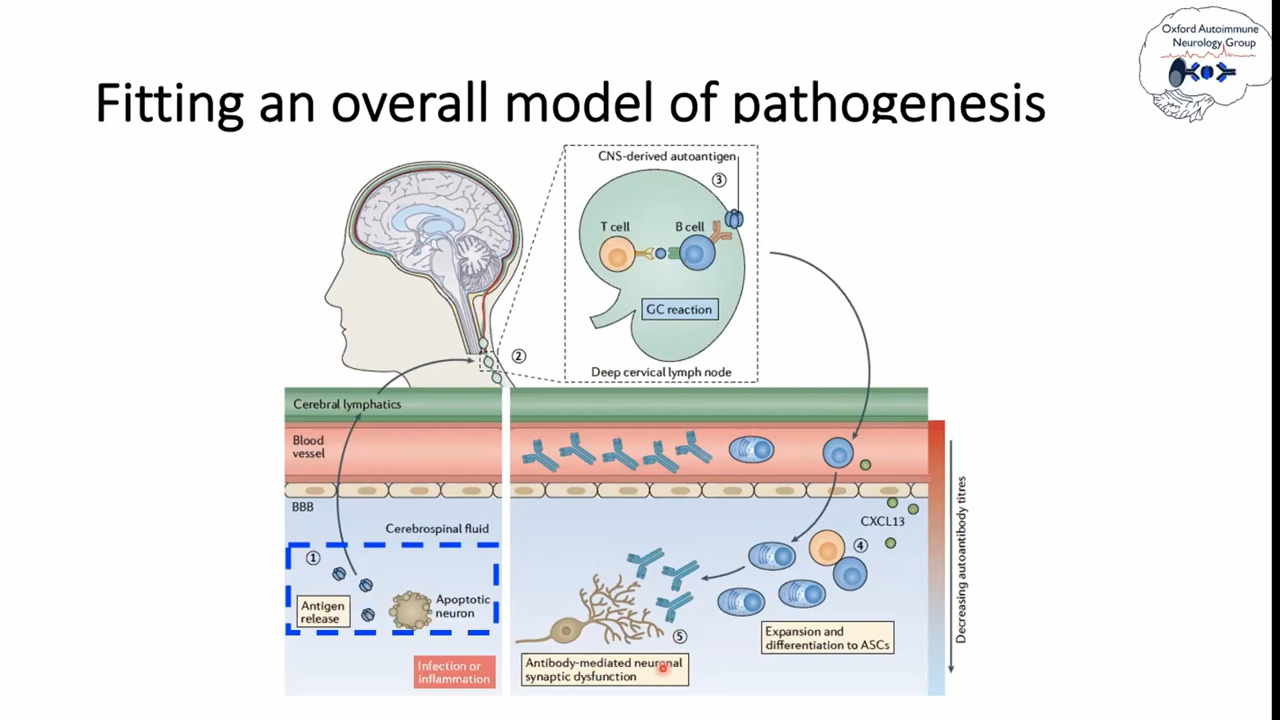 Oxford Autoimmune
Neurology Group
Fitting an overall model of pathogenesis
CNS-derived autoantigen
3
T cell
B cell
GC reaction
Deep cervical lymph node
2
Cerebral lymphatics
Blood
vessel
BBB
Cerebrospinal fluid
1
Antigen
release
Apoptotic
neuron
Infection or
inflammation
CXCL13
4
5
Expansion and
differentiation to ASCs
Antibody-mediated neuronal
synaptic dysfunction
Decreasing autoantibody titres